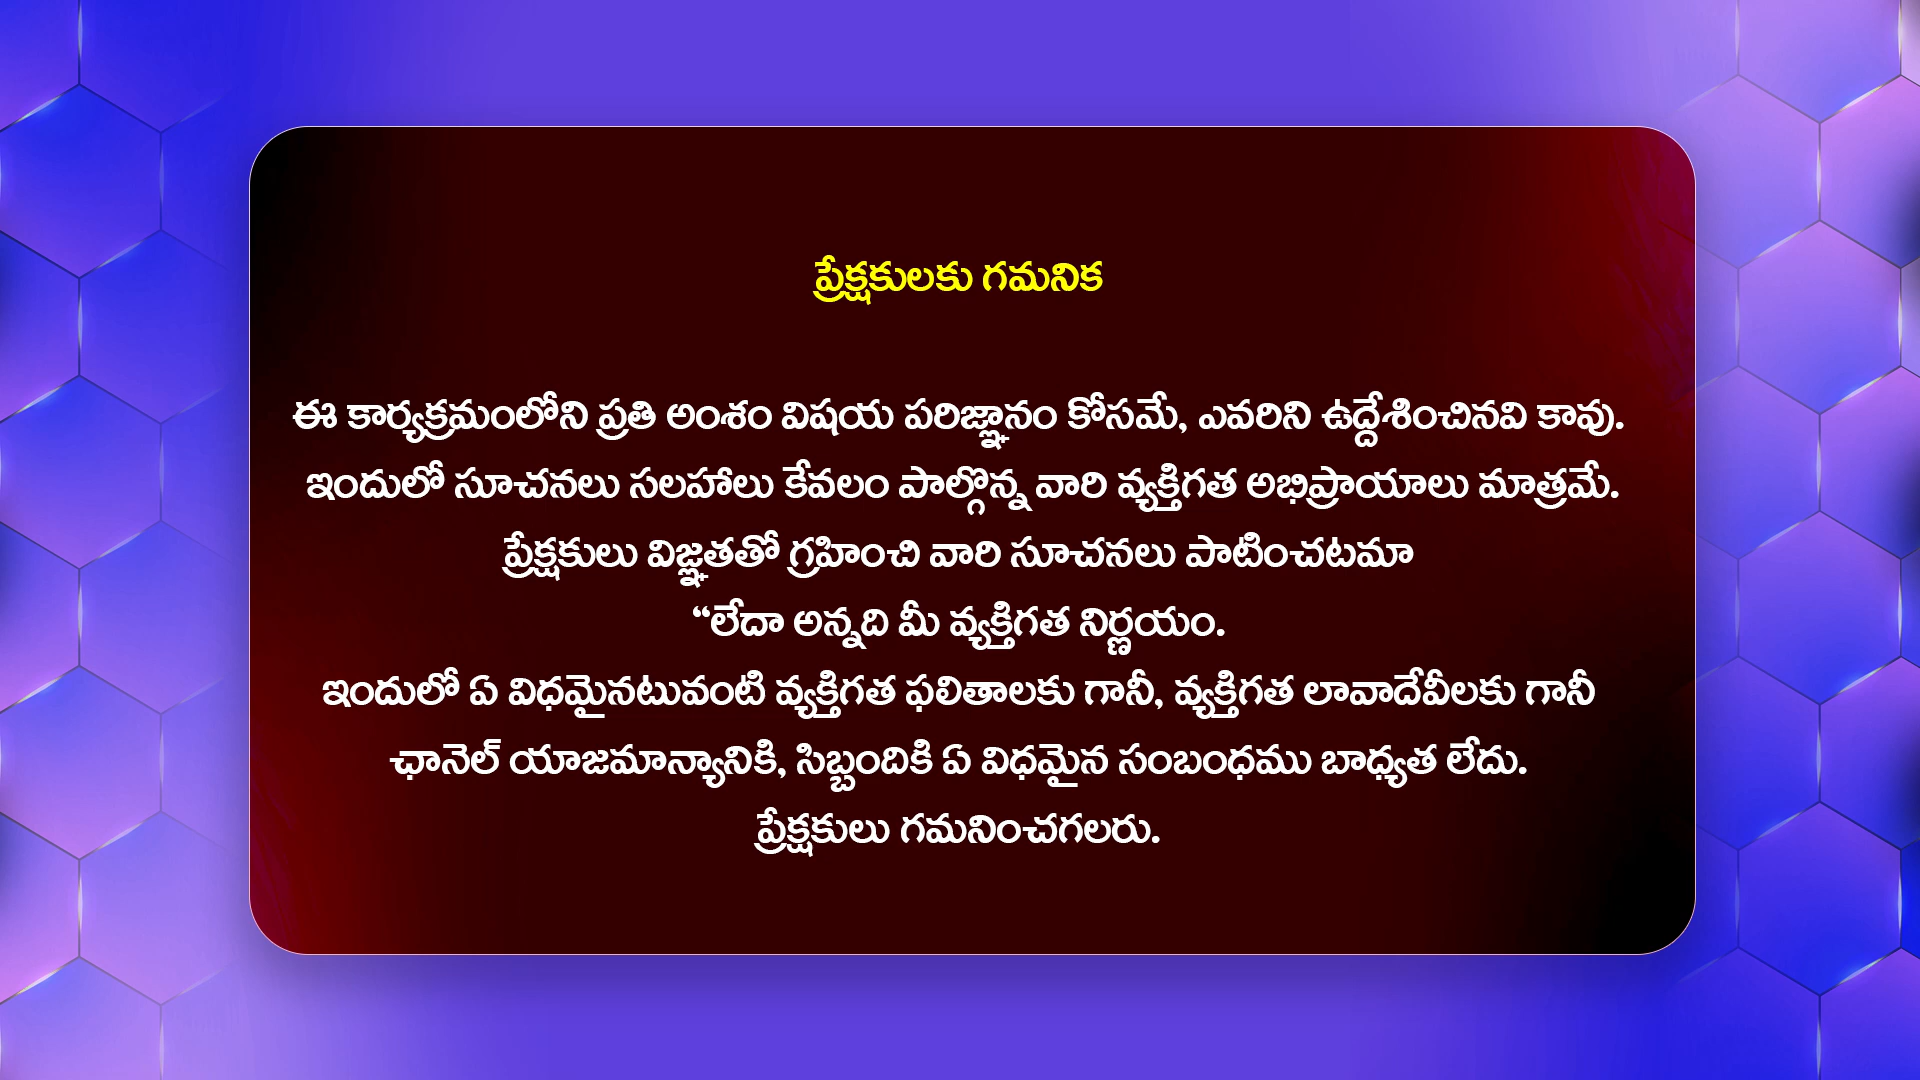 ప్రేక్షకులకు గమనిక
ఈ కార్యక్రమంలోని ప్రతి అంశం విషయ పరిజ్ఞానం కోసమే, ఎవరిని ఉద్దేశించినవి కావు.
ఇందులో సూచనలు సలహాలు కేవలం పాల్గొన్న వారి వ్యక్తిగత అభిప్రాయాలు మాత్రమే.
ప్రేక్షకులు విజ్ఞతతో గ్రహించి వారి సూచనలు పాటించటమా
“లేదా అన్నది మీ వ్యక్తిగత నిర్ణయం.
ఇందులో ఏ విధమైనటువంటి వ్యక్తిగత ఫలితాలకు గానీ, వ్యక్తిగత లావాదేవీలకు గానీ
ఛానెల్ యాజమాన్యానికి, సిబ్బందికి ఏ విధమైన సంబంధము బాధ్యత లేదు.
ప్రేక్షకులు గమనించగలరు.